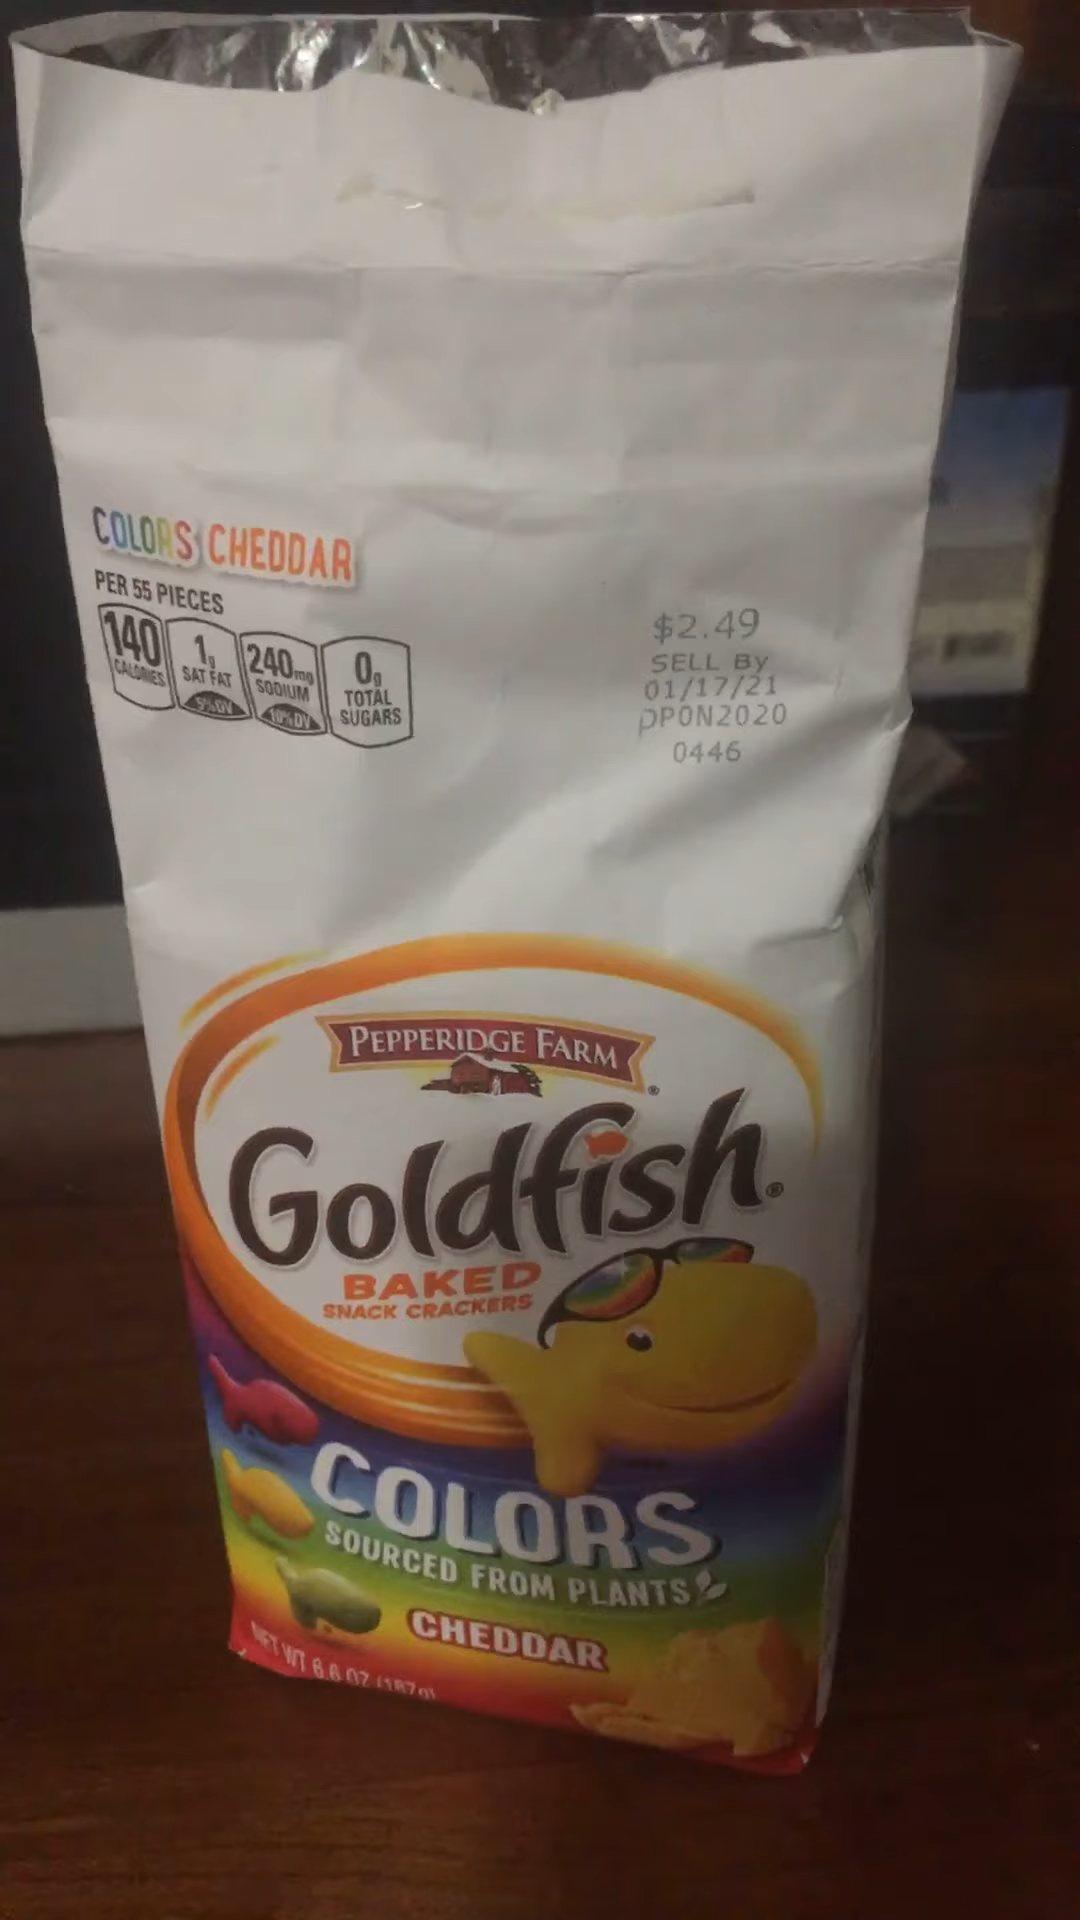 COLORS CHEDDAR
PER 55 PIECES
140 CALORIES
1g SAT FAT 5% DV
240mg SODIUM 10% DV
0g TOTAL SUGARS
$2.49
SELL By
01/17/21
DP0N2020
0446
PEPPERIDGE FARM®
Goldfish®
BAKED
SNACK CRACKERS
COLORS
SOURCED FROM PLANTS
CHEDDAR
NET WT 6.6 OZ (187g)